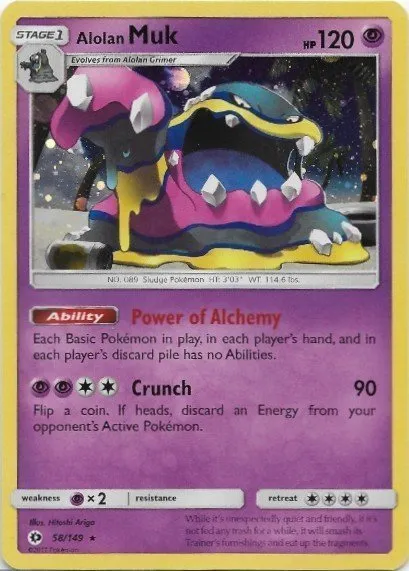 STAGE 1
Alolan Muk
HP 120
Evolves from Alolan Grimer
NO. 089 Sludge Pokémon HT: 3'03" WT: 114.6 lbs.
Ability Power of Alchemy
Each Basic Pokémon in play, in each player's hand, and in
each player's discard pile has no Abilities.
Crunch 90
Flip a coin. If heads, discard an Energy from your
opponent's Active Pokémon.
weakness ×2 resistance retreat
Illus. Hitoshi Ariga
58/149 ★
©2017 Pokémon
While it's unexpectedly quiet and friendly, if it's
not fed any trash for a while, it will smash its
Trainer's furnishings and eat up the fragments.